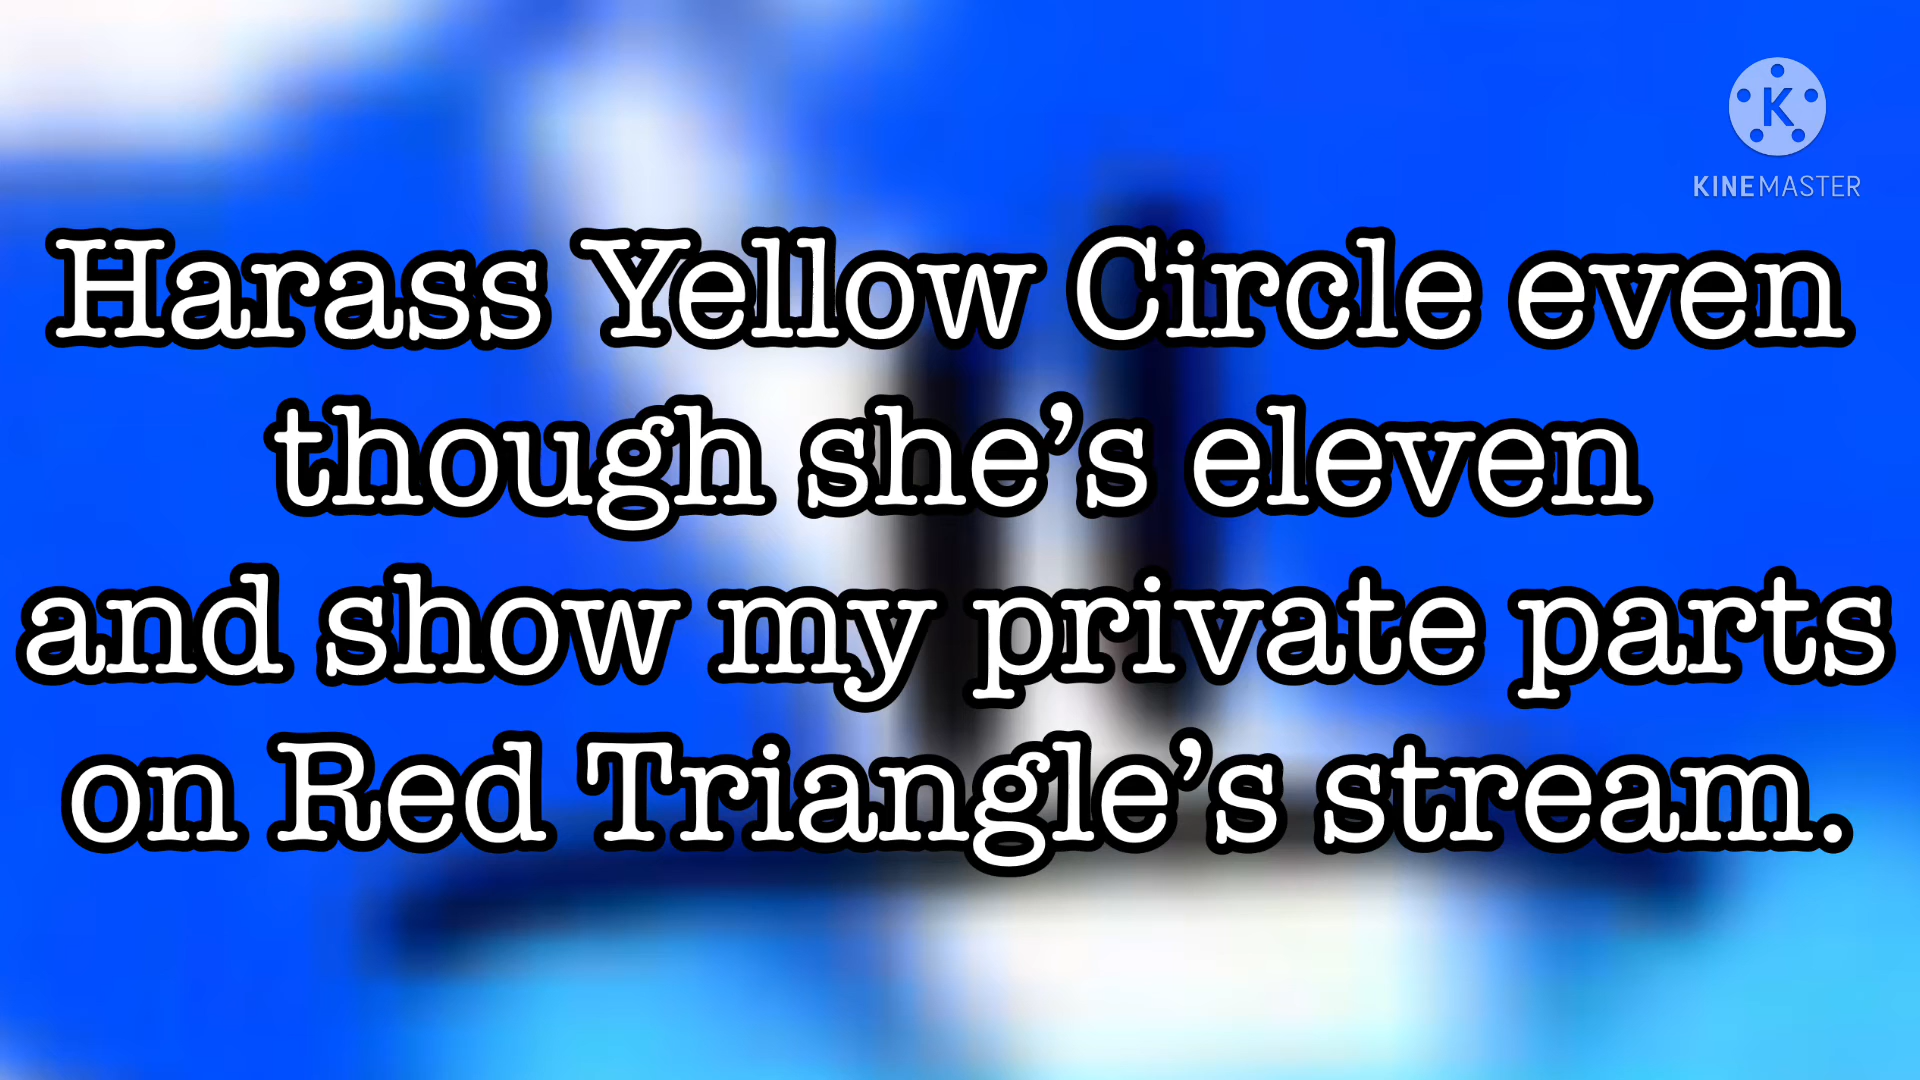 KINEMASTER
Harass Yellow Circle even
though she's eleven
and show my private parts
on Red Triangle's stream.